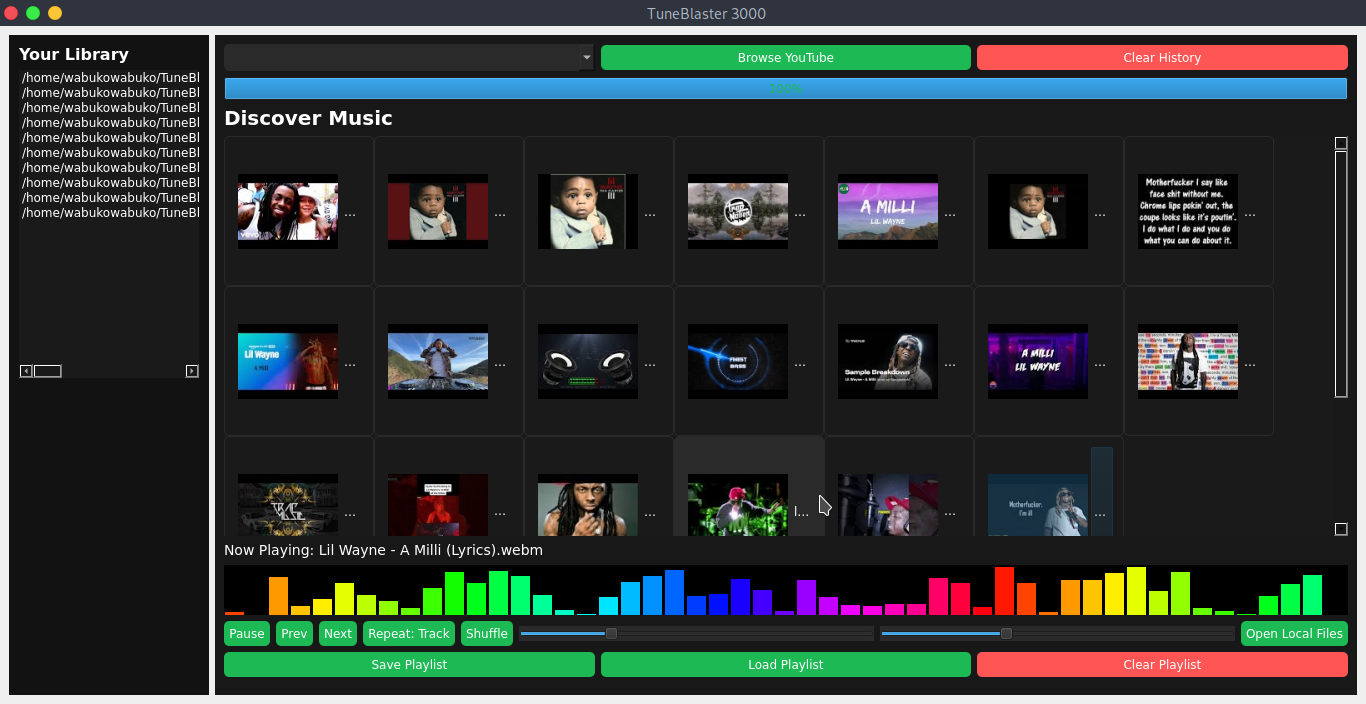 TuneBlaster 3000
Your Library
/home/wabukowabuko/TuneBl
/home/wabukowabuko/TuneBl
/home/wabukowabuko/TuneBl
/home/wabukowabuko/TuneBl
/home/wabukowabuko/TuneBl
/home/wabukowabuko/TuneBl
/home/wabukowabuko/TuneBl
/home/wabukowabuko/TuneBl
/home/wabukowabuko/TuneBl
/home/wabukowabuko/TuneBl
Browse YouTube
Clear History
100%
Discover Music
vevo
...
...
...
Trap
Nation
...
A MILLI
LIL WAYNE
...
...
Motherfucker I say like
face shit without me.
Chrome lips pokin' out, the
coupe looks like it's poutin'.
I do what I do and you do
what you can do about it.
...
Lil Wayne
A Milli
...
...
...
FINEST
BASS
...
Sample Breakdown
...
A MILLI
LIL WAYNE
...
...
...
...
...
l...
...
Motherfucker,
I'm ill
...
Now Playing: Lil Wayne - A Milli (Lyrics).webm
Pause
Prev
Next
Repeat: Track
Shuffle
Open Local Files
Save Playlist
Load Playlist
Clear Playlist